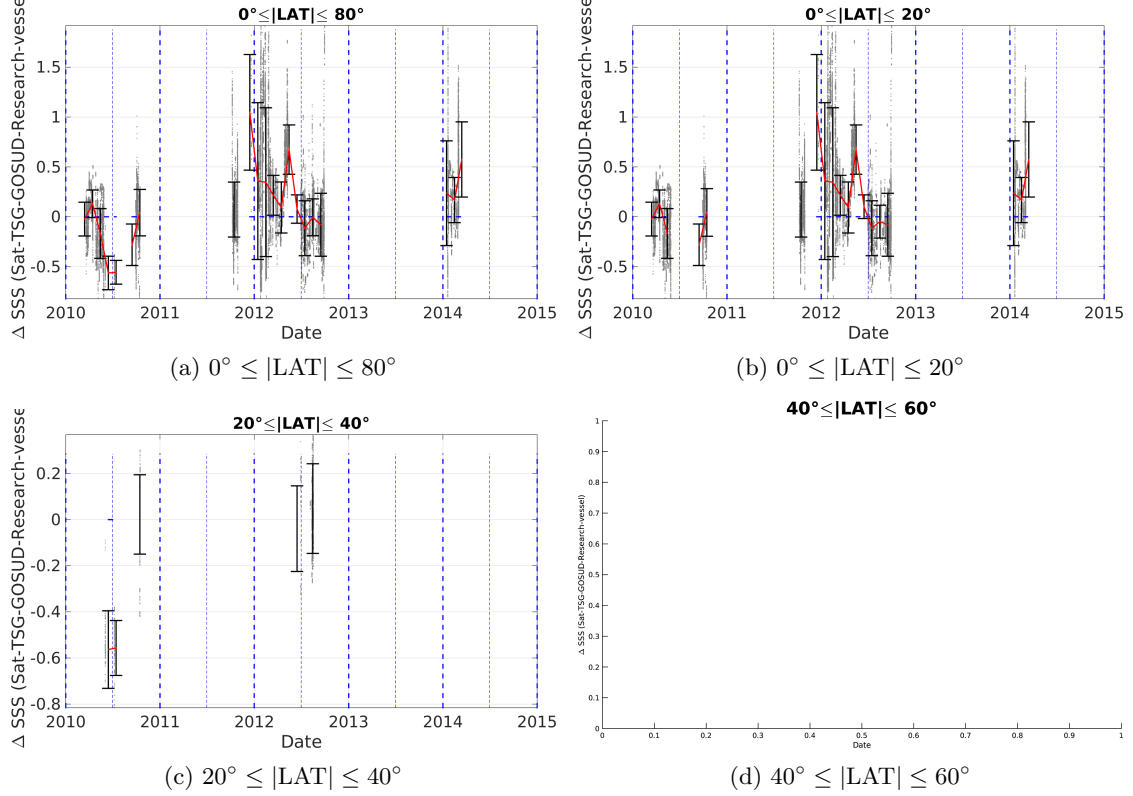 0°≤|LAT|≤ 80°
Δ SSS (Sat-TSG-GOSUD-Research-vessel)
1.5
1
0.5
0
-0.5
2010 2011 2012 2013 2014 2015
Date
(a) 0° ≤ |LAT| ≤ 80°
0°≤|LAT|≤ 20°
Δ SSS (Sat-TSG-GOSUD-Research-vessel)
1.5
1
0.5
0
-0.5
2010 2011 2012 2013 2014 2015
Date
(b) 0° ≤ |LAT| ≤ 20°
20°≤|LAT|≤ 40°
Δ SSS (Sat-TSG-GOSUD-Research-vesse
0.2
0
-0.2
-0.4
-0.6
-0.8
2010 2011 2012 2013 2014 2015
Date
(c) 20° ≤ |LAT| ≤ 40°
40°≤|LAT|≤ 60°
Δ SSS (Sat-TSG-GOSUD-Research-vessel)
1
0.9
0.8
0.7
0.6
0.5
0.4
0.3
0.2
0.1
0
0 0.1 0.2 0.3 0.4 0.5 0.6 0.7 0.8 0.9 1
Date
(d) 40° ≤ |LAT| ≤ 60°